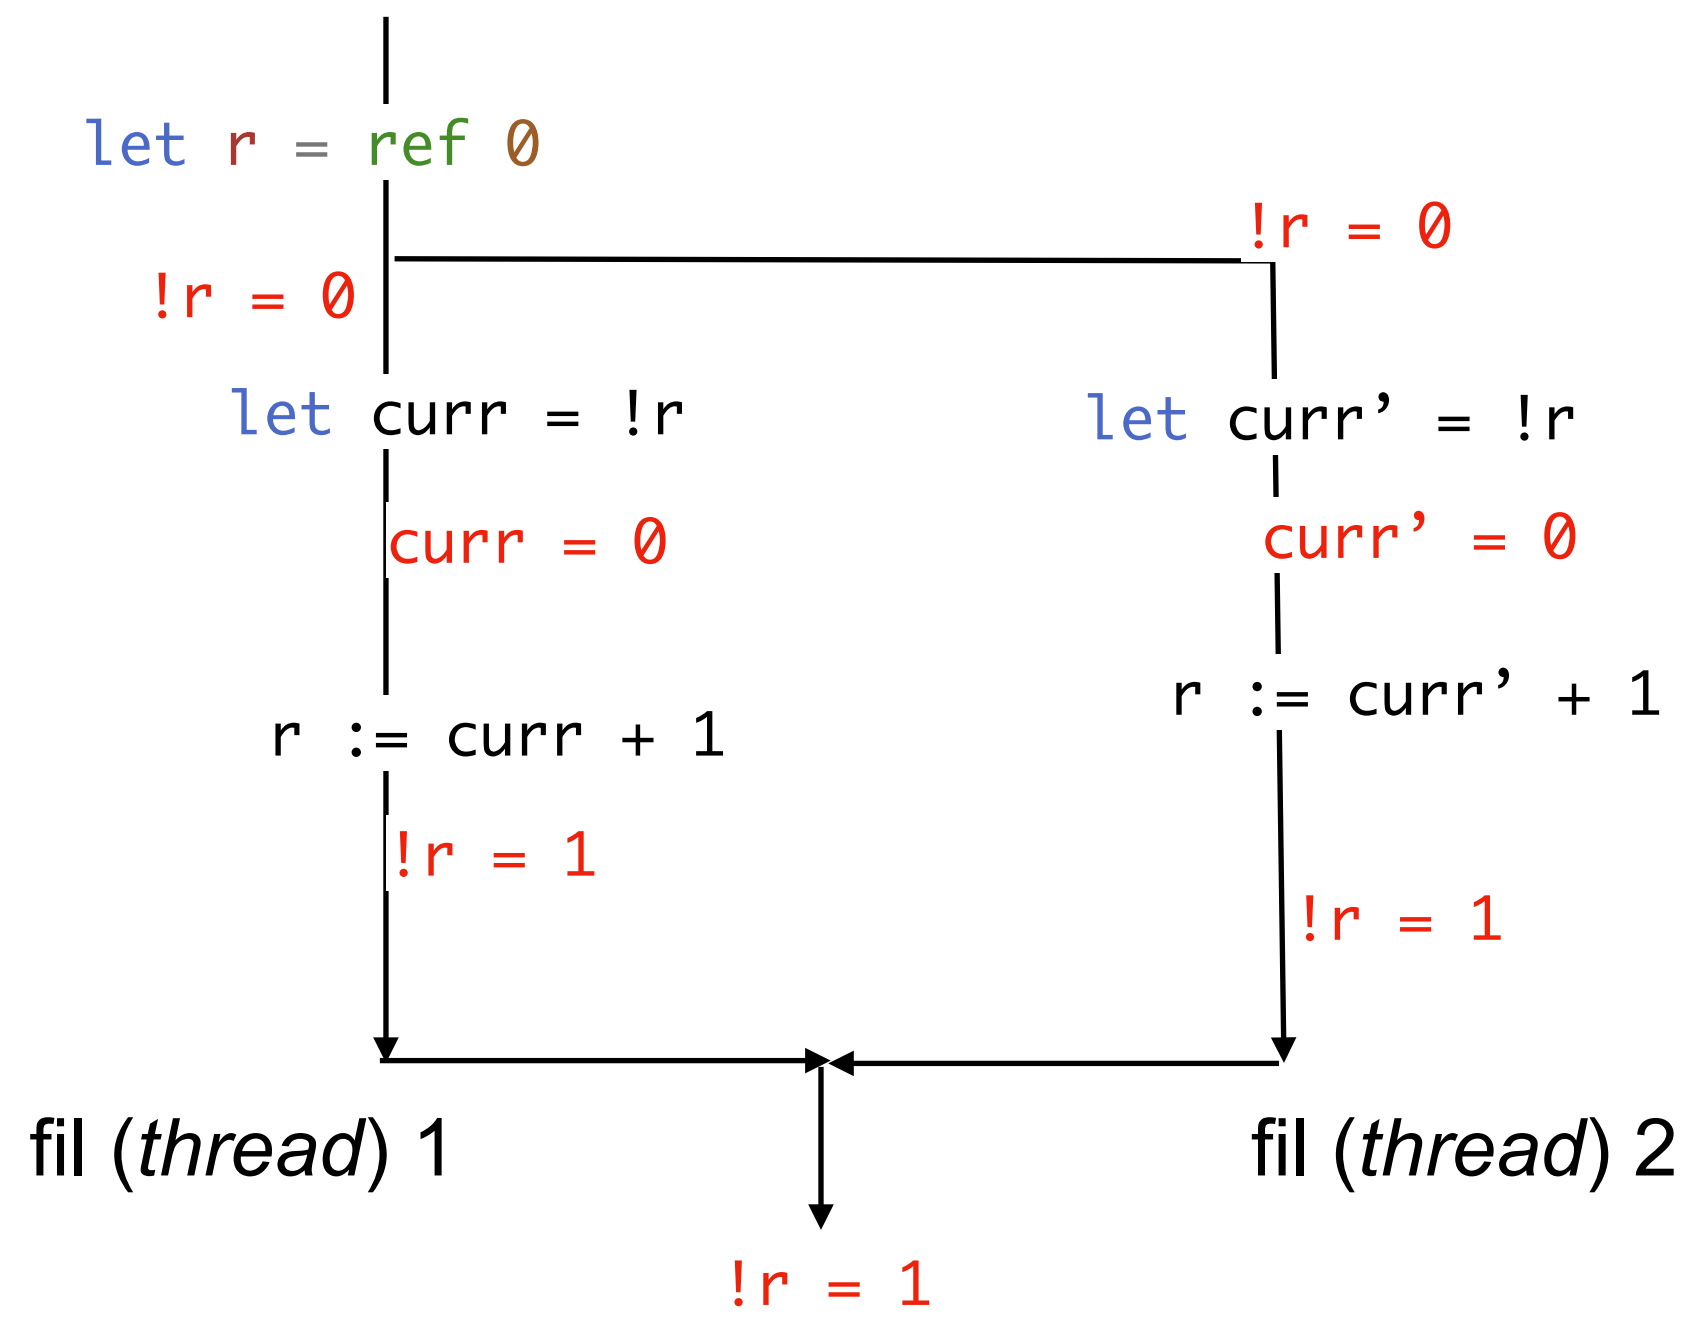 let r = ref 0
!r = 0
!r = 0
let curr = !r
let curr’ = !r
curr = 0
curr’ = 0
r := curr’ + 1
r := curr + 1
!r = 1
!r = 1
fil (thread) 1
fil (thread) 2
!r = 1